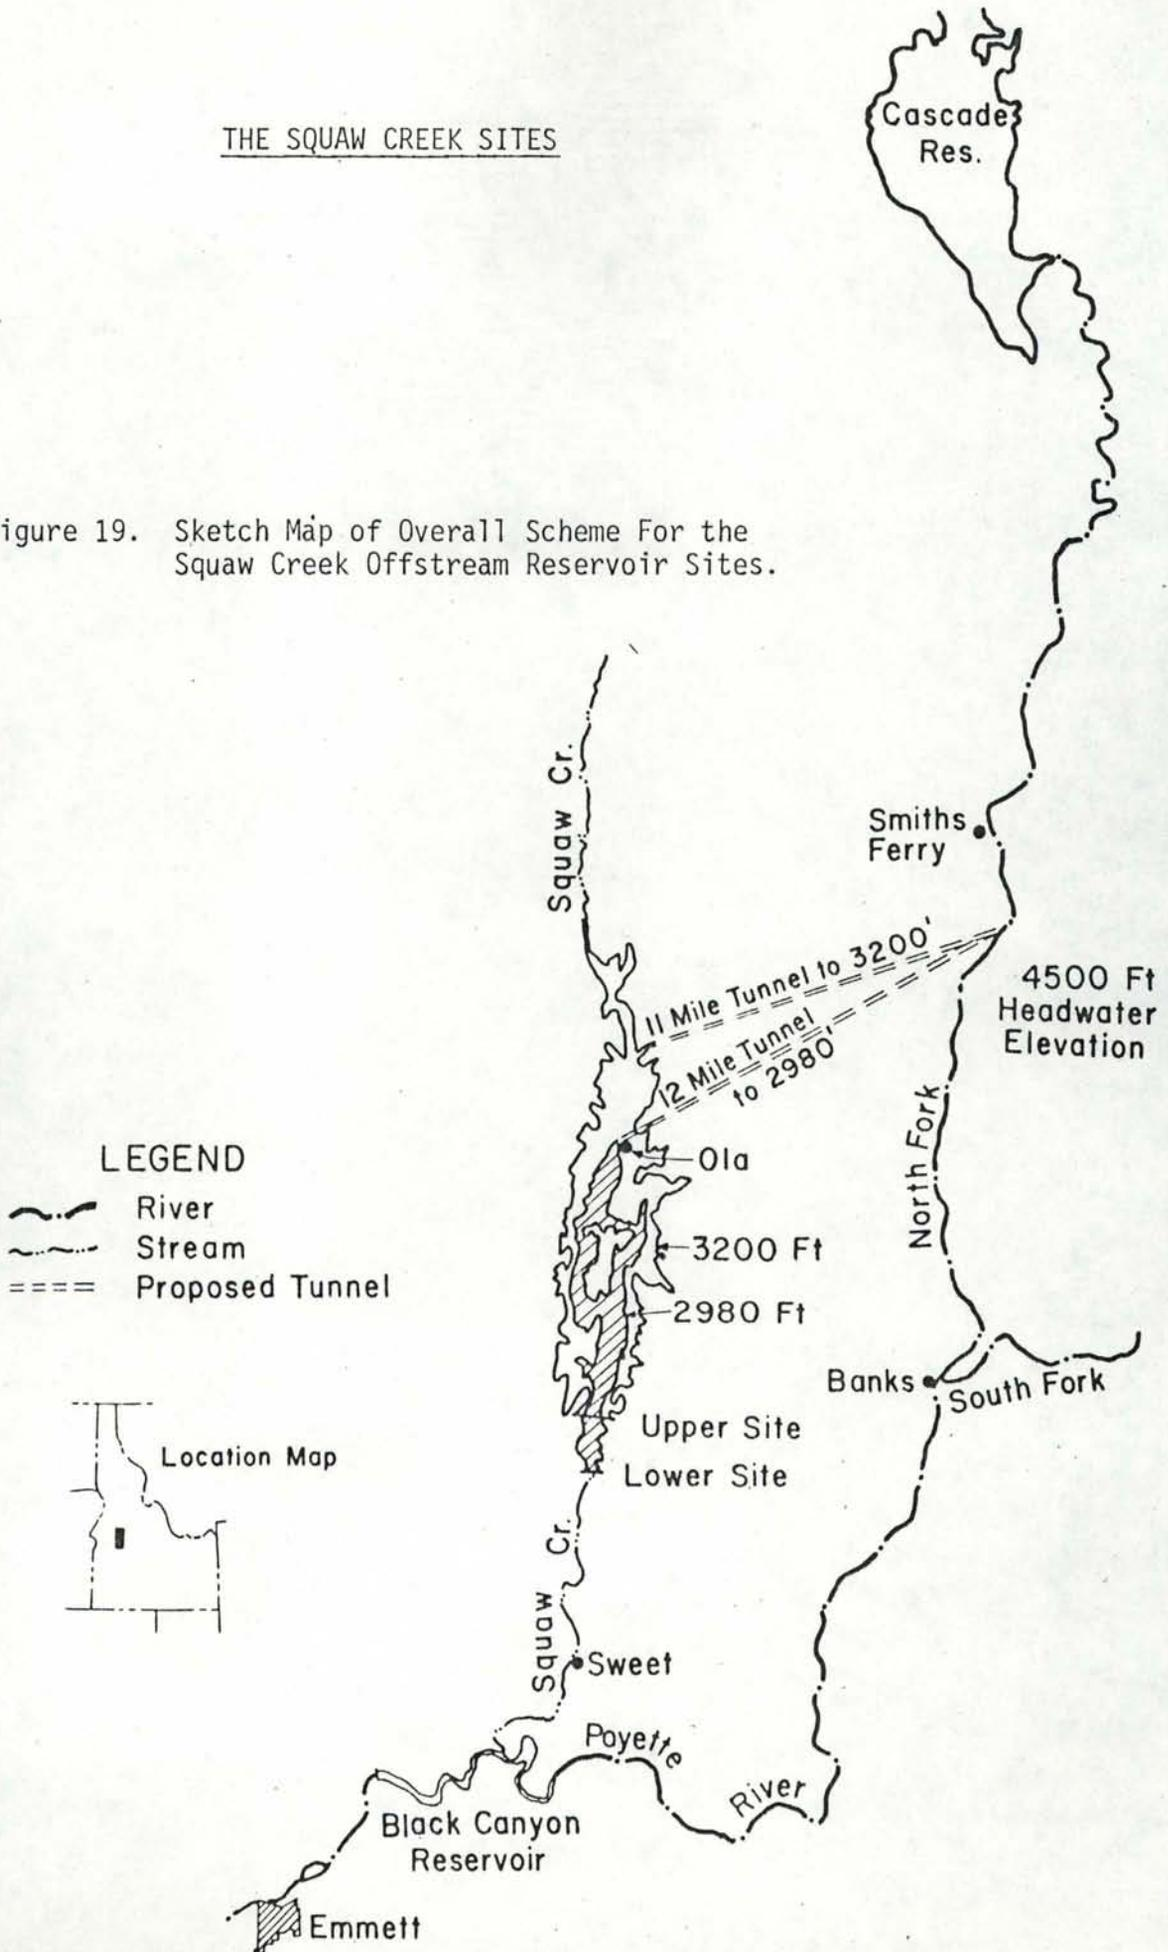 THE SQUAW CREEK SITES
Cascade
Res.
igure 19. Sketch Map of Overall Scheme For the
Squaw Creek Offstream Reservoir Sites.
Squaw Cr.
Smiths
Ferry
11 Mile Tunnel to 3200'
12 Mile Tunnel
to 2980'
4500 Ft
Headwater
Elevation
North Fork
LEGEND
River
Stream
Proposed Tunnel
Ola
3200 Ft
2980 Ft
Banks
South Fork
Upper Site
Lower Site
Location Map
Squaw Cr.
Sweet
Payette
River
Black Canyon
Reservoir
Emmett